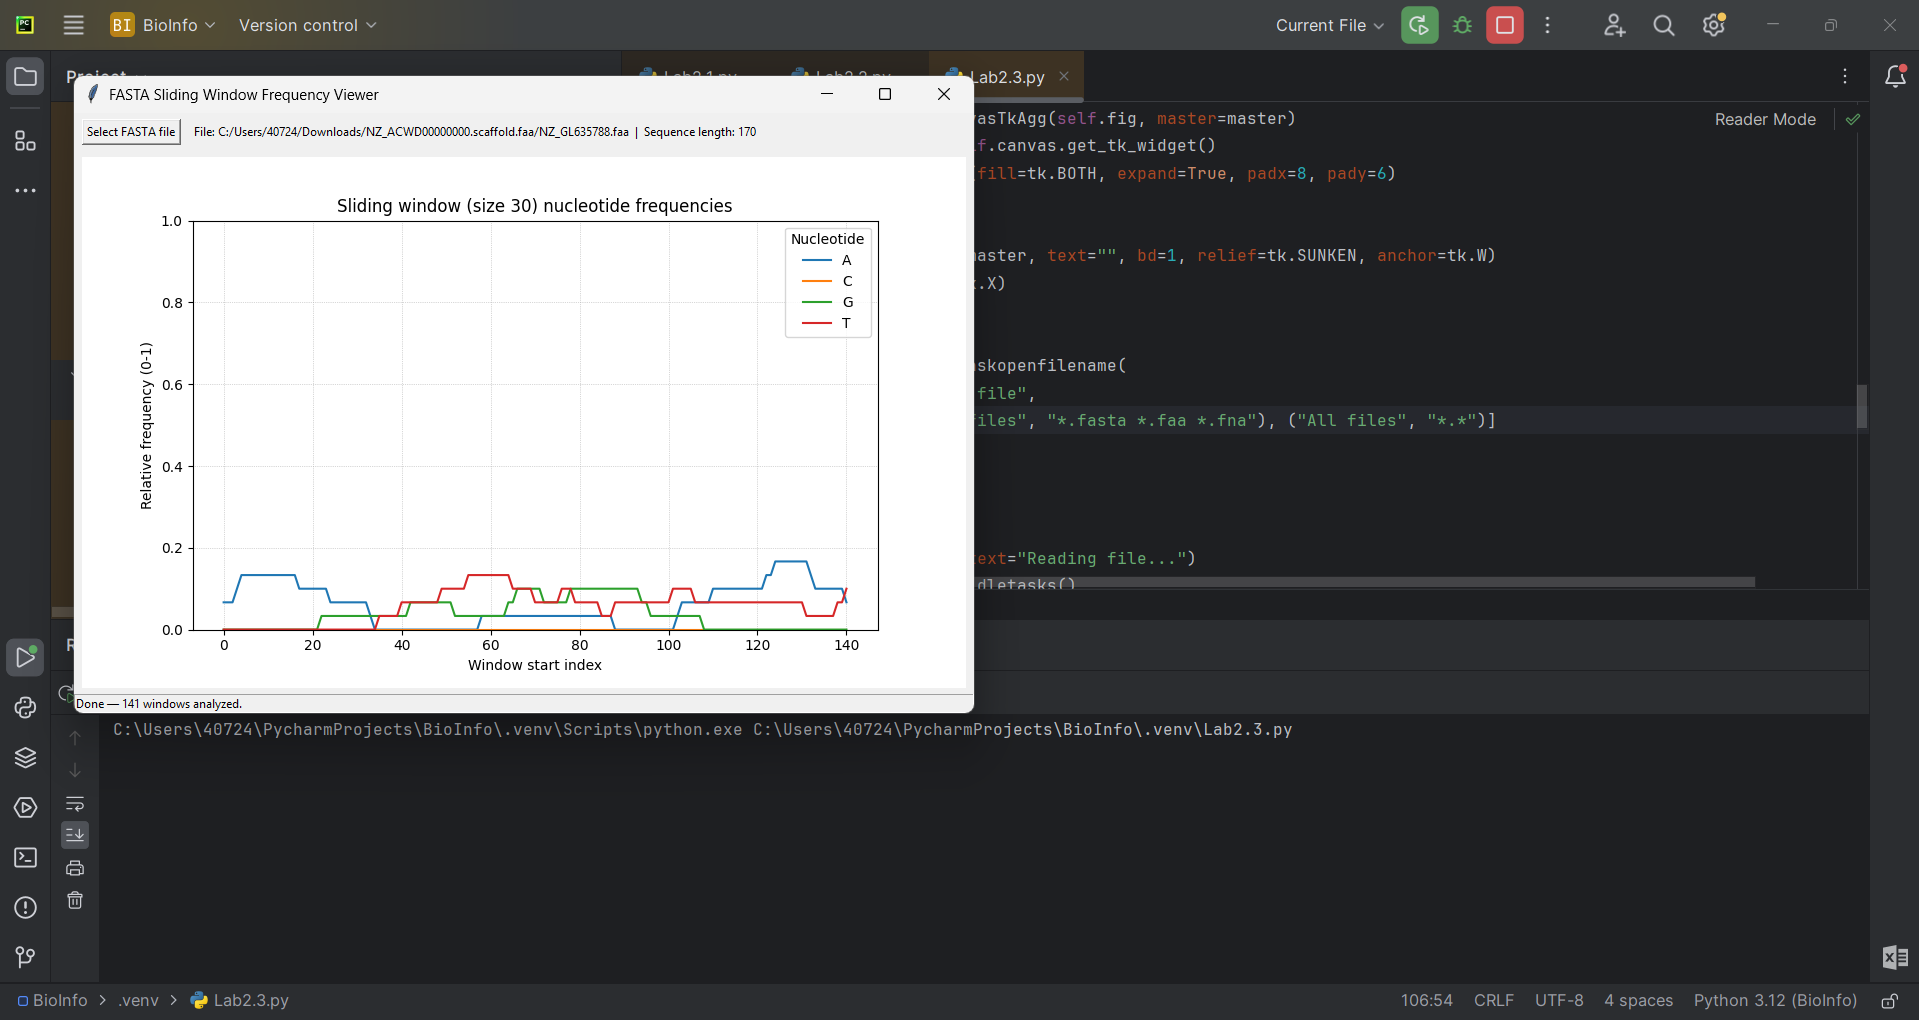 PC
BI BioInfo Version control Current File
Project
Lab2.1.py Lab2.2.py Lab2.3.py
FASTA Sliding Window Frequency Viewer
Select FASTA file File: C:/Users/40724/Downloads/NZ_ACWD00000000.scaffold.faa/NZ_GL635788.faa | Sequence length: 170
Sliding window (size 30) nucleotide frequencies
Nucleotide
A
C
G
T
1.0
0.8
0.6
0.4
0.2
0.0
Relative frequency (0-1)
0 20 40 60 80 100 120 140
Window start index
Done — 141 windows analyzed.
asTkAgg(self.fig, master=master)
f.canvas.get_tk_widget()
fill=tk.BOTH, expand=True, padx=8, pady=6)
aster, text="", bd=1, relief=tk.SUNKEN, anchor=tk.W)
.X)
skopenfilename(
file",
iles", "*.fasta *.faa *.fna"), ("All files", "*.*")]
ext="Reading file...")
dletasks()
Reader Mode
R
C:\Users\40724\PycharmProjects\BioInfo\.venv\Scripts\python.exe C:\Users\40724\PycharmProjects\BioInfo\.venv\Lab2.3.py
BioInfo > .venv > Lab2.3.py
106:54 CRLF UTF-8 4 spaces Python 3.12 (BioInfo)